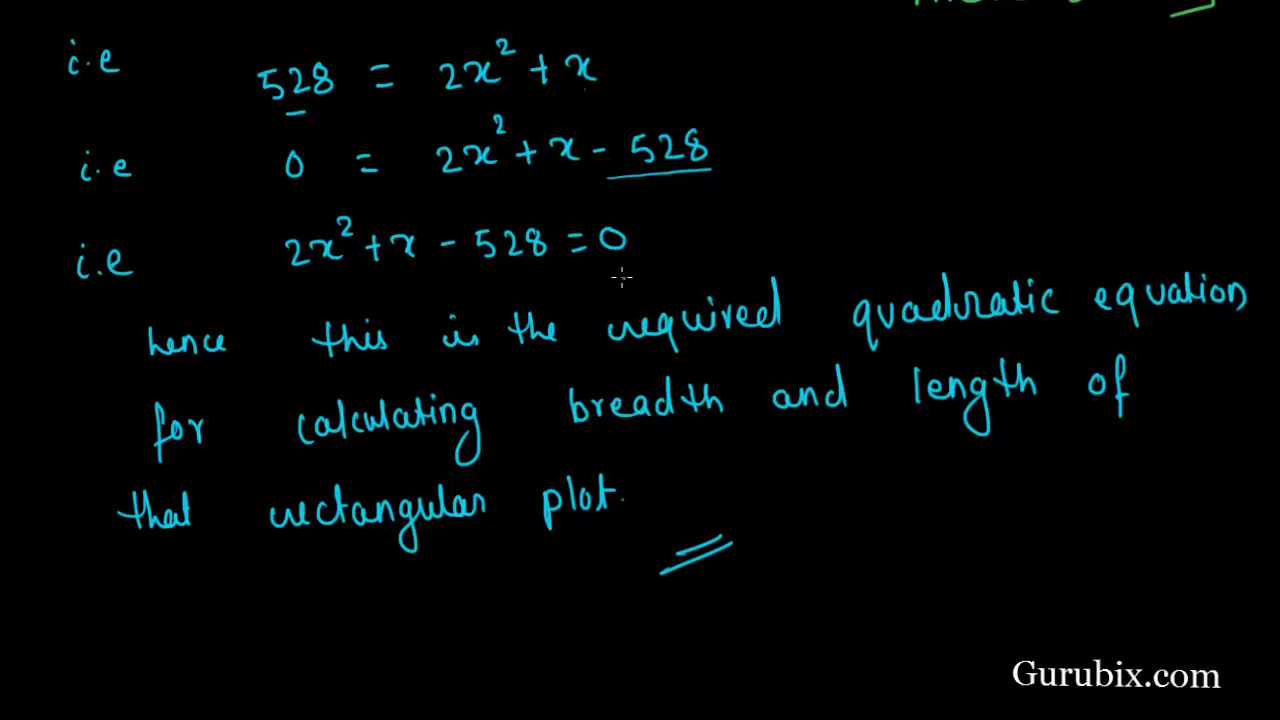 i.e 528 = 2x² + x
i.e 0 = 2x² + x - 528
i.e 2x² + x - 528 = 0
hence this is the required quadratic equation
for calculating breadth and length of
that rectangular plot.
Gurubix.com